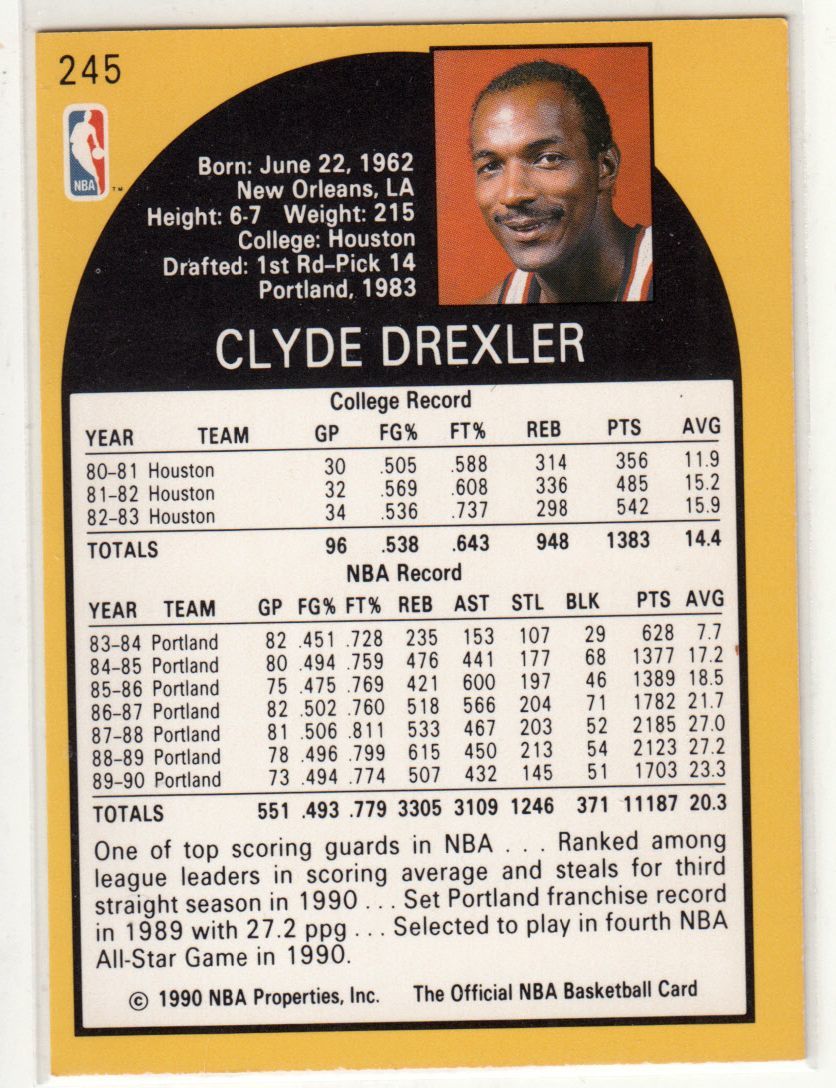 245
NBA
TM
Born: June 22, 1962
New Orleans, LA
Height: 6-7 Weight: 215
College: Houston
Drafted: 1st Rd–Pick 14
Portland, 1983
CLYDE DREXLER
College Record
YEAR TEAM GP FG% FT% REB PTS AVG
80–81 Houston 30 .505 .588 314 356 11.9
81–82 Houston 32 .569 .608 336 485 15.2
82–83 Houston 34 .536 .737 298 542 15.9
TOTALS 96 .538 .643 948 1383 14.4
NBA Record
YEAR TEAM GP FG% FT% REB AST STL BLK PTS AVG
83–84 Portland 82 .451 .728 235 153 107 29 628 7.7
84–85 Portland 80 .494 .759 476 441 177 68 1377 17.2
85–86 Portland 75 .475 .769 421 600 197 46 1389 18.5
86–87 Portland 82 .502 .760 518 566 204 71 1782 21.7
87–88 Portland 81 .506 .811 533 467 203 52 2185 27.0
88–89 Portland 78 .496 .799 615 450 213 54 2123 27.2
89–90 Portland 73 .494 .774 507 432 145 51 1703 23.3
TOTALS 551 .493 .779 3305 3109 1246 371 11187 20.3
One of top scoring guards in NBA . . . Ranked among
league leaders in scoring average and steals for third
straight season in 1990 . . . Set Portland franchise record
in 1989 with 27.2 ppg . . . Selected to play in fourth NBA
All-Star Game in 1990.
© 1990 NBA Properties, Inc. The Official NBA Basketball Card